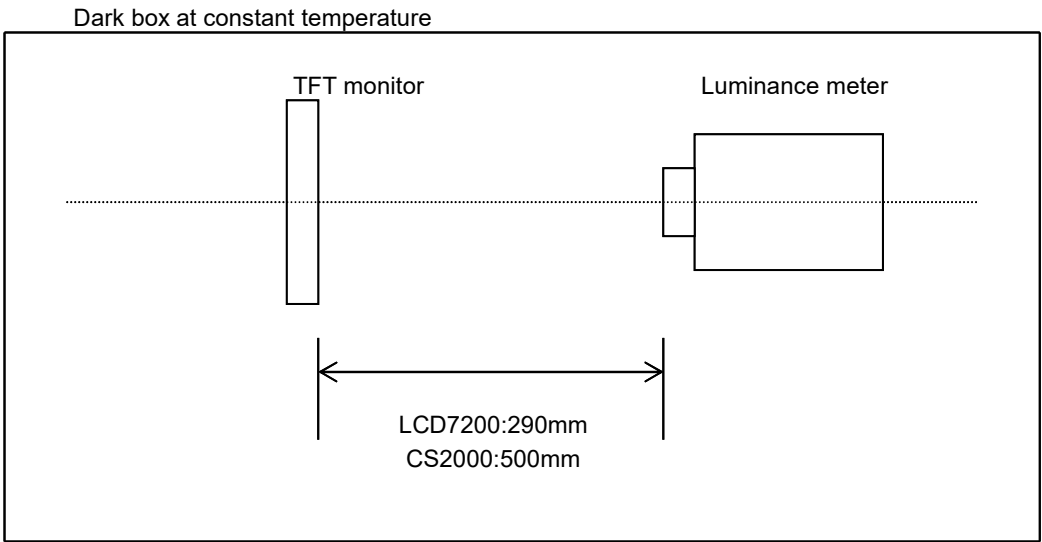 Dark box at constant temperature
TFT monitor
Luminance meter
LCD7200:290mm
CS2000:500mm